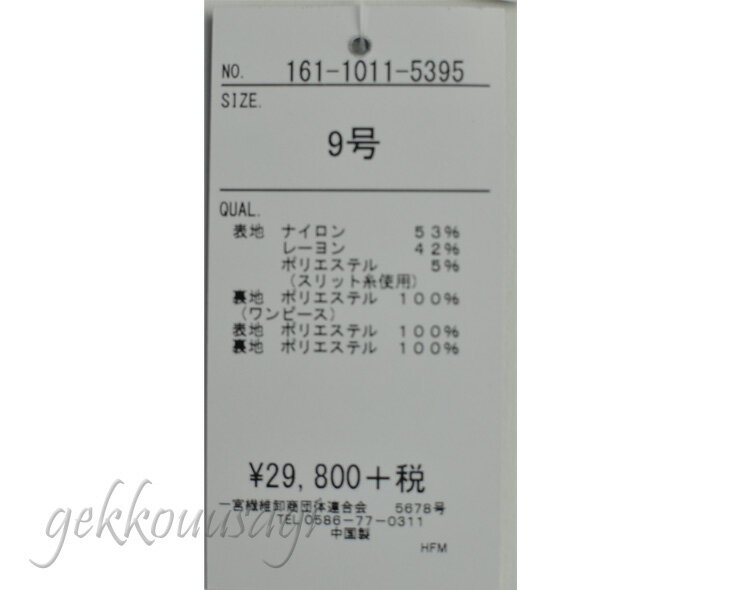 NO. 161-1011-5395
SIZE.
9号
QUAL.
表地 ナイロン 53%
レーヨン 42%
ポリエステル 5%
(スリット糸使用)
裏地 ポリエステル 100%
(ワンピース)
表地 ポリエステル 100%
裏地 ポリエステル 100%
¥29,800+税
一宮繊維卸商団体連合会 5678号
TEL0586-77-0311
中国製
HFM
gekkouusagi